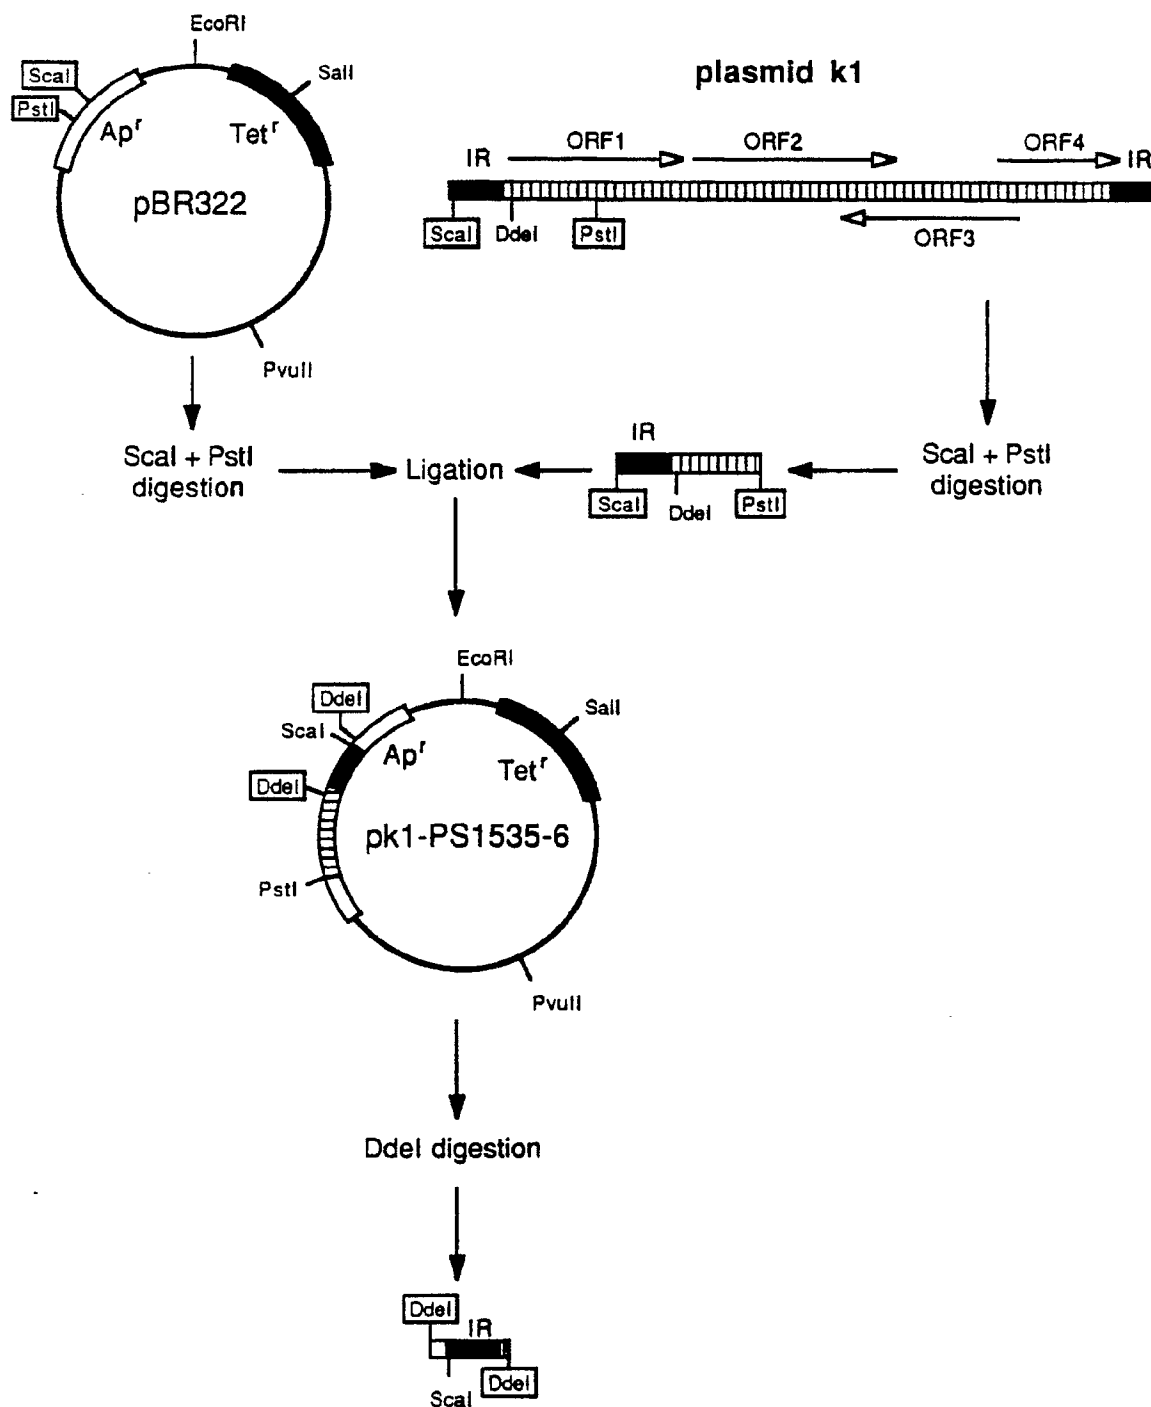 EcoRI
ScaI
SalI
PstI
Apʳ
Tetʳ
pBR322
PvuII
plasmid k1
IR
ORF1
ORF2
ORF4
IR
ScaI
DdeI
PstI
ORF3
ScaI + PstI
digestion
Ligation
IR
ScaI
DdeI
PstI
ScaI + PstI
digestion
EcoRI
DdeI
SalI
ScaI
Apʳ
Tetʳ
DdeI
pk1-PS1535-6
PstI
PvuII
DdeI digestion
DdeI
IR
ScaI
DdeI